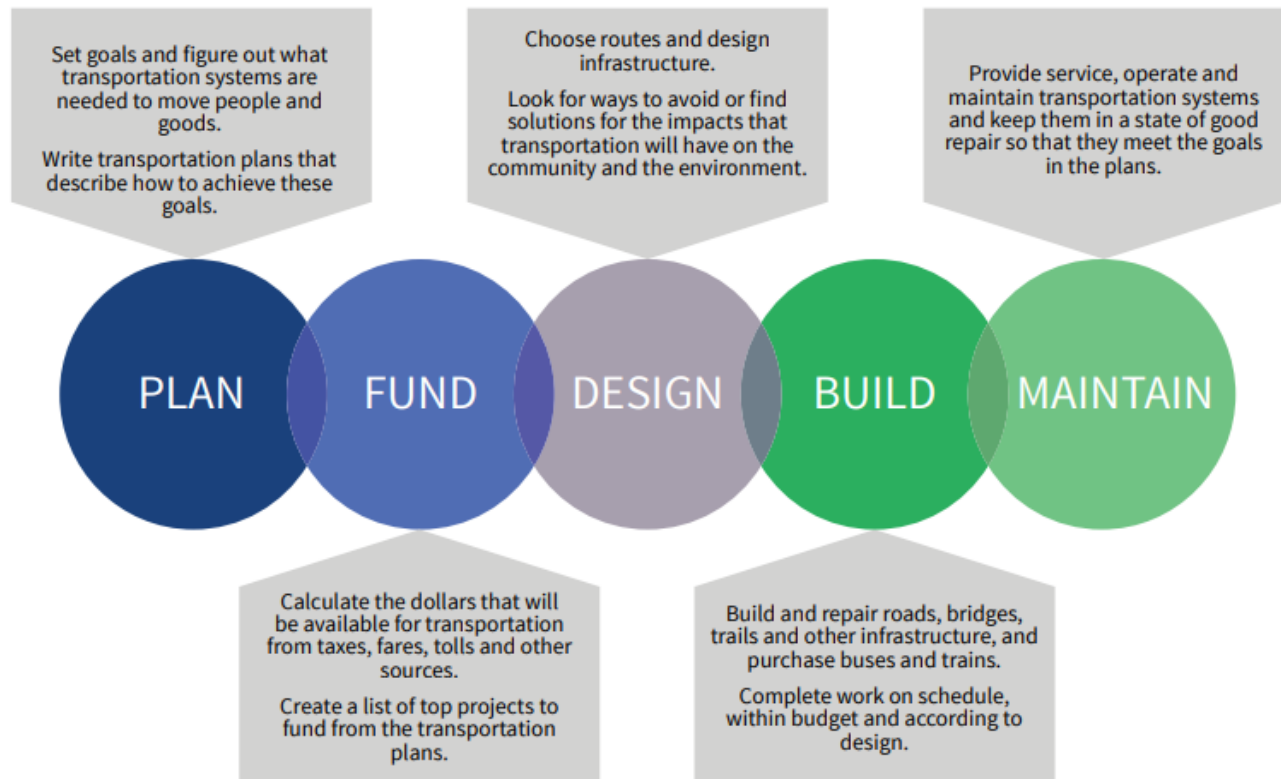 Set goals and figure out what
transportation systems are
needed to move people and
goods.
Write transportation plans that
describe how to achieve these
goals.
Choose routes and design
infrastructure.
Look for ways to avoid or find
solutions for the impacts that
transportation will have on the
community and the environment.
Provide service, operate and
maintain transportation systems
and keep them in a state of good
repair so that they meet the goals
in the plans.
PLAN
FUND
DESIGN
BUILD
MAINTAIN
Calculate the dollars that will
be available for transportation
from taxes, fares, tolls and other
sources.
Create a list of top projects to
fund from the transportation
plans.
Build and repair roads, bridges,
trails and other infrastructure, and
purchase buses and trains.
Complete work on schedule,
within budget and according to
design.